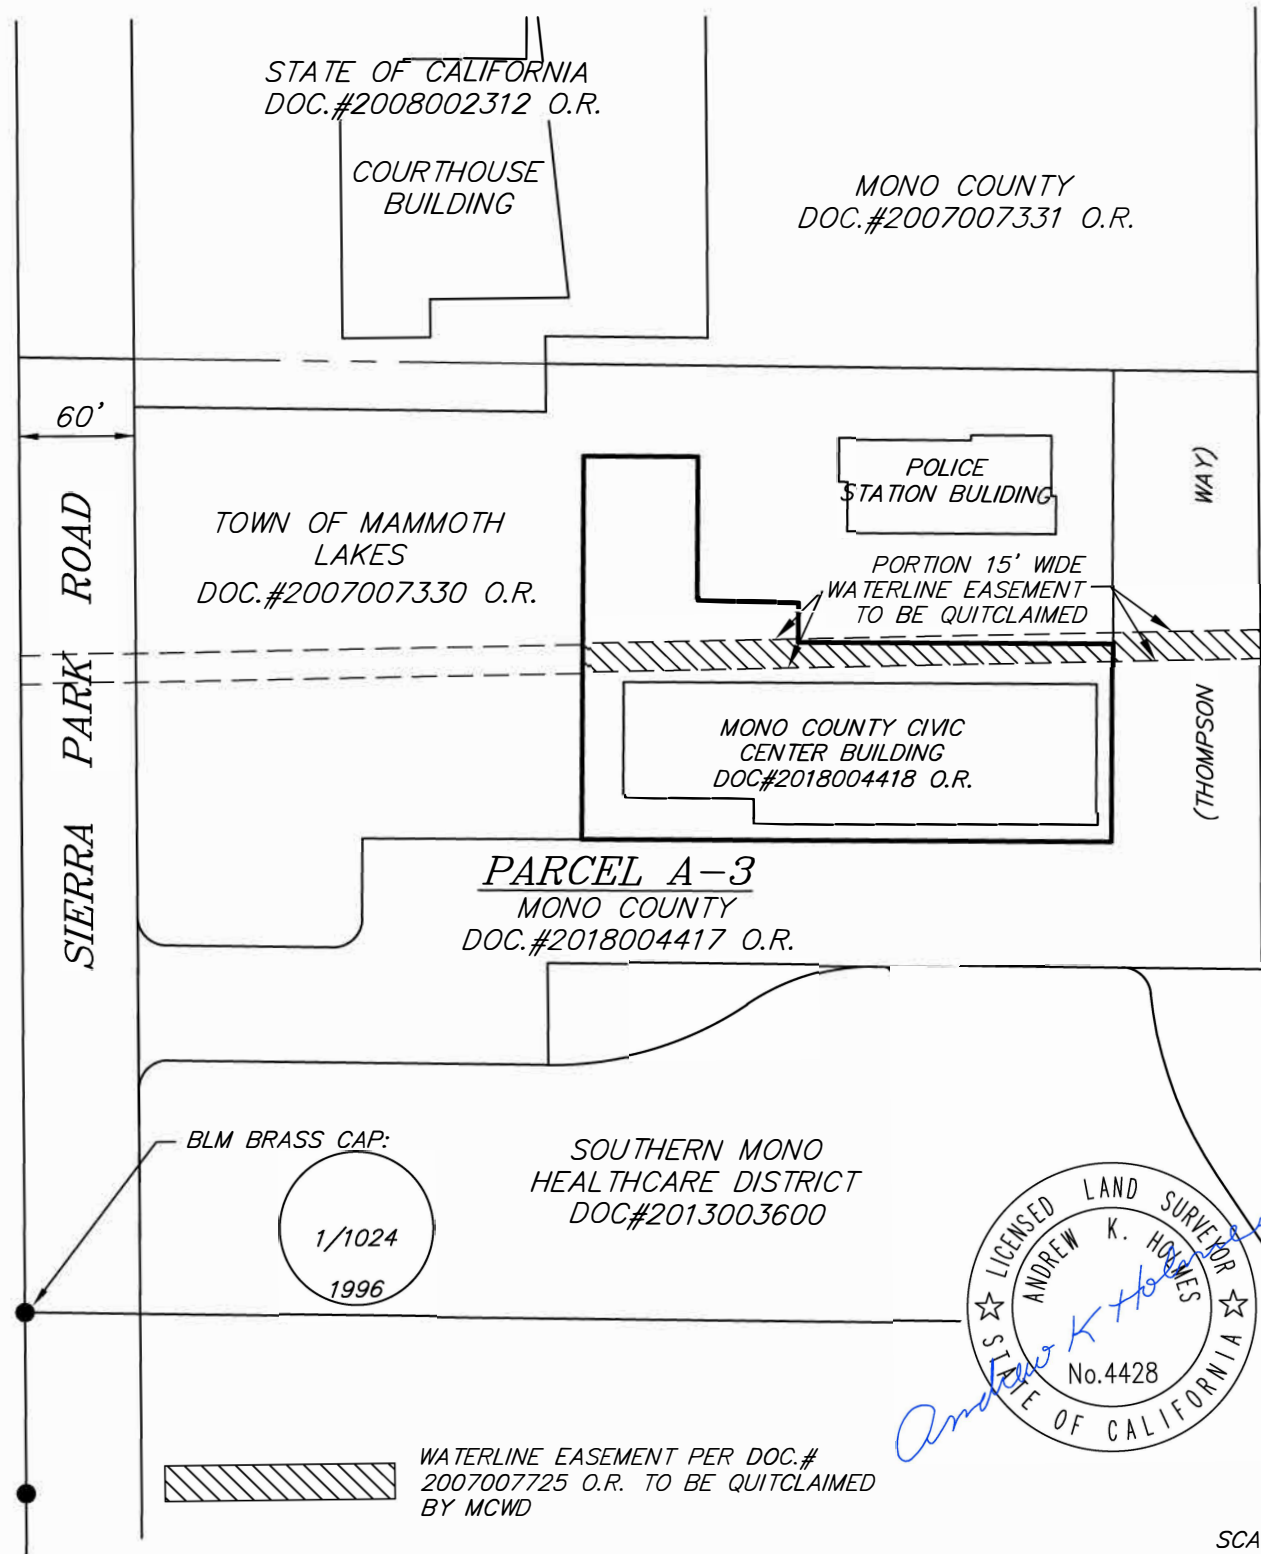 STATE OF CALIFORNIA
DOC.#2008002312 O.R.
COURTHOUSE
BUILDING
MONO COUNTY
DOC.#2007007331 O.R.
60'
SIERRA PARK ROAD
TOWN OF MAMMOTH
LAKES
DOC.#2007007330 O.R.
POLICE
STATION BULIDING
PORTION 15' WIDE
WATERLINE EASEMENT
TO BE QUITCLAIMED
(THOMPSON WAY)
MONO COUNTY CIVIC
CENTER BUILDING
DOC#2018004418 O.R.
PARCEL A-3
MONO COUNTY
DOC.#2018004417 O.R.
BLM BRASS CAP:
1/1024
1996
SOUTHERN MONO
HEALTHCARE DISTRICT
DOC#2013003600
LICENSED LAND SURVEYOR
ANDREW K. HOLMES
Andrew K Holmes
No.4428
STATE OF CALIFORNIA
WATERLINE EASEMENT PER DOC.#
2007007725 O.R. TO BE QUITCLAIMED
BY MCWD
SCA